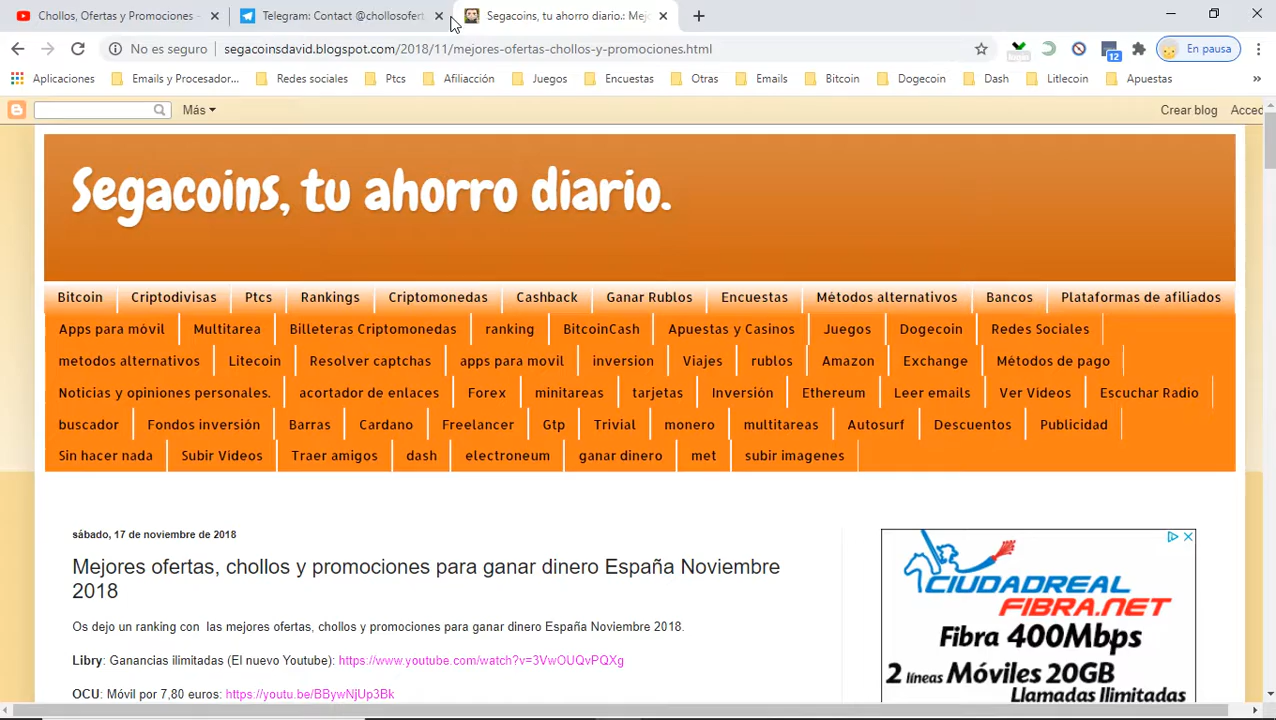 Chollos, Ofertas y Promociones -
Telegram: Contact @chollosofert
Segacoins, tu ahorro diario.: Mej
No es seguro segacoinsdavid.blogspot.com/2018/11/mejores-ofertas-chollos-y-promociones.html
12
En pausa
Aplicaciones Emails y Procesador... Redes sociales Ptcs Afiliacción Juegos Encuestas Otras Emails Bitcoin Dogecoin Dash Litlecoin Apuestas »
Más Crear blog Acced
Segacoins, tu ahorro diario.
Bitcoin Criptodivisas Ptcs Rankings Criptomonedas Cashback Ganar Rublos Encuestas Métodos alternativos Bancos Plataformas de afiliados
Apps para móvil Multitarea Billeteras Criptomonedas ranking BitcoinCash Apuestas y Casinos Juegos Dogecoin Redes Sociales
metodos alternativos Litecoin Resolver captchas apps para movil inversion Viajes rublos Amazon Exchange Métodos de pago
Noticias y opiniones personales. acortador de enlaces Forex minitareas tarjetas Inversión Ethereum Leer emails Ver Videos Escuchar Radio
buscador Fondos inversión Barras Cardano Freelancer Gtp Trivial monero multitareas Autosurf Descuentos Publicidad
Sin hacer nada Subir Videos Traer amigos dash electroneum ganar dinero met subir imagenes
sábado, 17 de noviembre de 2018
Mejores ofertas, chollos y promociones para ganar dinero España Noviembre
2018
Os dejo un ranking con las mejores ofertas, chollos y promociones para ganar dinero España Noviembre 2018.
Libry: Ganancias ilimitadas (El nuevo Youtube): https://www.youtube.com/watch?v=3VwOUQvPQXg
OCU: Móvil por 7,80 euros: https://youtu.be/BBywNjUp3Bk
CIUDADREAL
FIBRA.NET
Fibra 400Mbps
2 líneas Móviles 20GB
Llamadas Ilimitadas